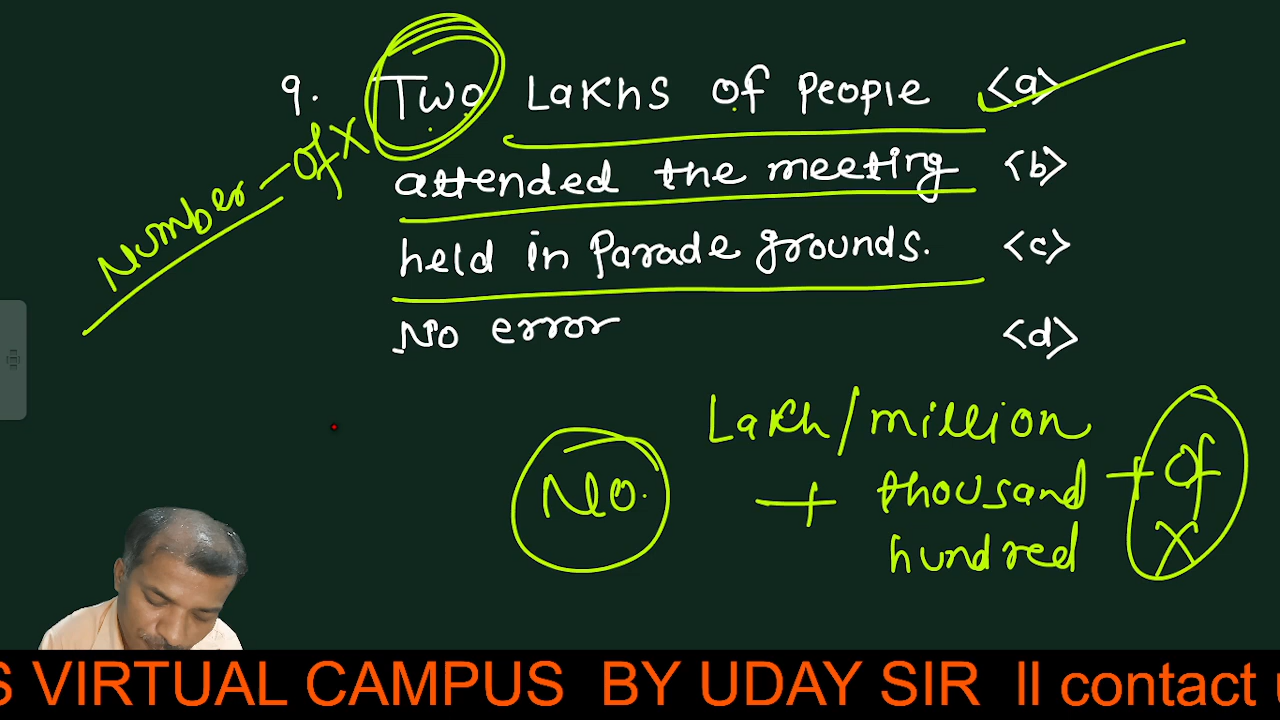 9. Two Lakhs of People <a>
attended the meeting <b>
held in Parade grounds. <c>
No error <d>
Number - Of X
No. + Lakh/million thousand hundred + Of X
S VIRTUAL CAMPUS BY UDAY SIR ll contact